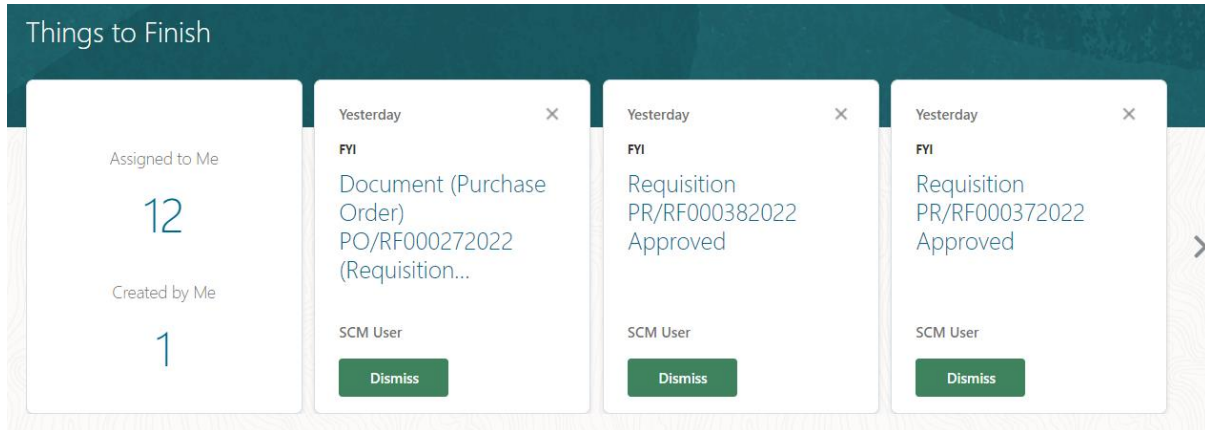 Things to Finish
Assigned to Me
12
Created by Me
1
Yesterday
FYI
Document (Purchase
Order)
PO/RF000272022
(Requisition...
SCM User
Dismiss
Yesterday
FYI
Requisition
PR/RF000382022
Approved
SCM User
Dismiss
Yesterday
FYI
Requisition
PR/RF000372022
Approved
SCM User
Dismiss